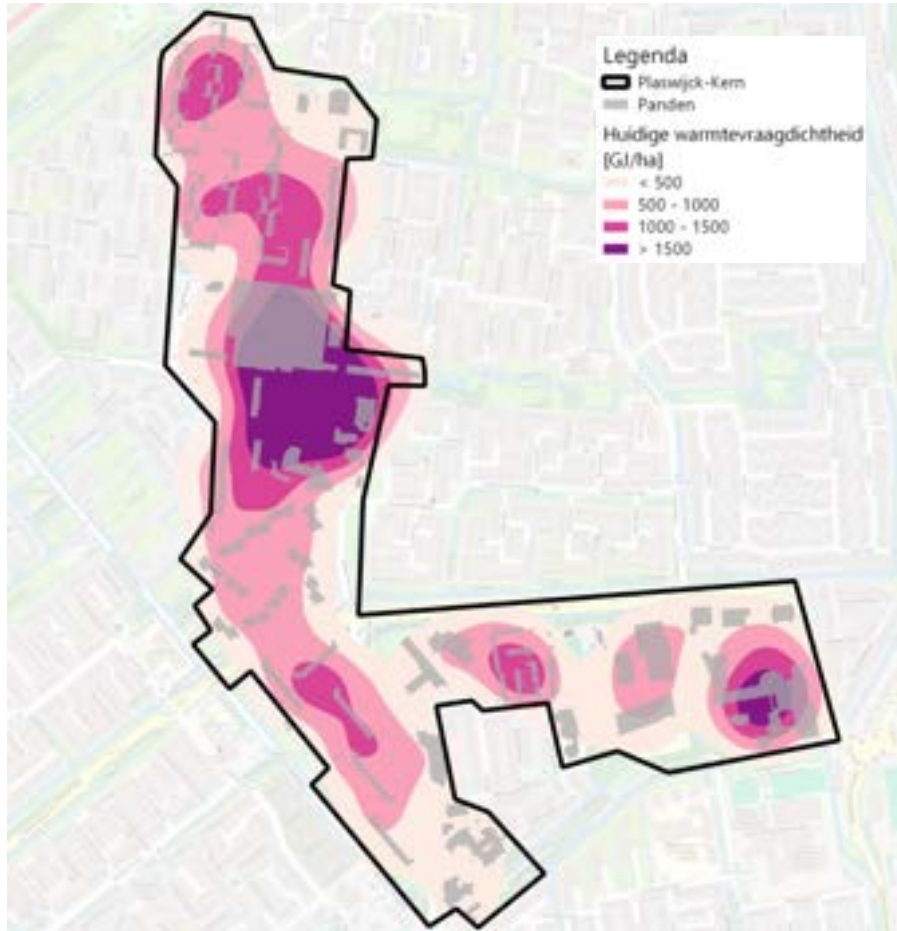 Legenda
Plaswijck-Kern
Panden
Huidige warmtevraagdichtheid
[GJ/ha]
< 500
500 - 1000
1000 - 1500
> 1500